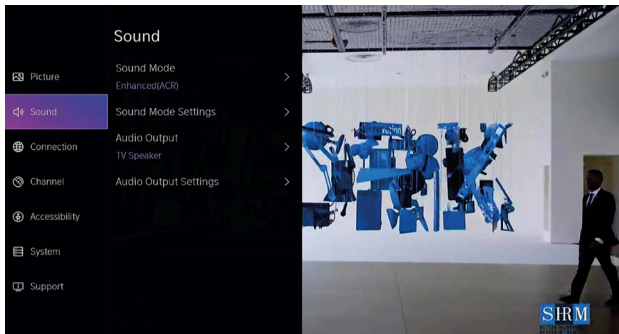 Sound
Picture
Sound
Connection
Channel
Accessibility
System
Support
Sound Mode
Enhanced(ACR)
Sound Mode Settings
Audio Output
TV Speaker
Audio Output Settings
SHRM